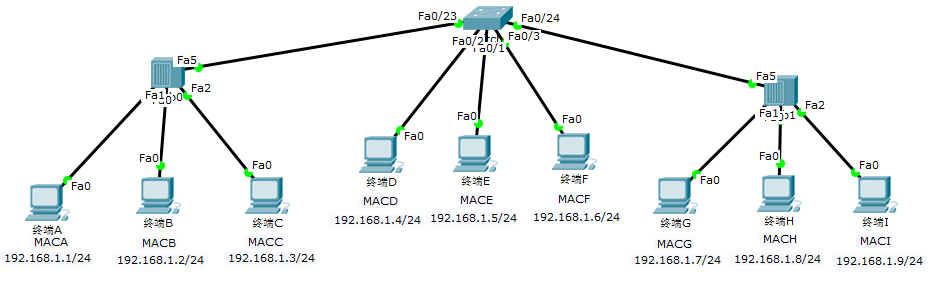 Fa0/23
Fa0/24
Fa0/2
Fa0/3
Fa0/1
Fa5
Fa5
Fa1
Fa2
Fa1
Fa2
Fa0
Fa0
Fa0
Fa0
Fa0
Fa0
Fa0
Fa0
Fa0
终端A
MACA
192.168.1.1/24
终端B
MACB
192.168.1.2/24
终端C
MACC
192.168.1.3/24
终端D
MACD
192.168.1.4/24
终端E
MACE
192.168.1.5/24
终端F
MACF
192.168.1.6/24
终端G
MACG
192.168.1.7/24
终端H
MACH
192.168.1.8/24
终端I
MACI
192.168.1.9/24